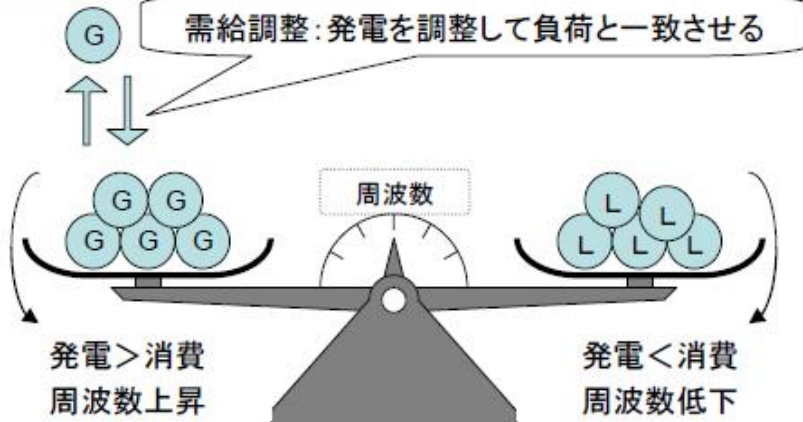 G
需給調整：発電を調整して負荷と一致させる
周波数
G G
G G G
L L
L L L
発電＞消費
周波数上昇
発電＜消費
周波数低下